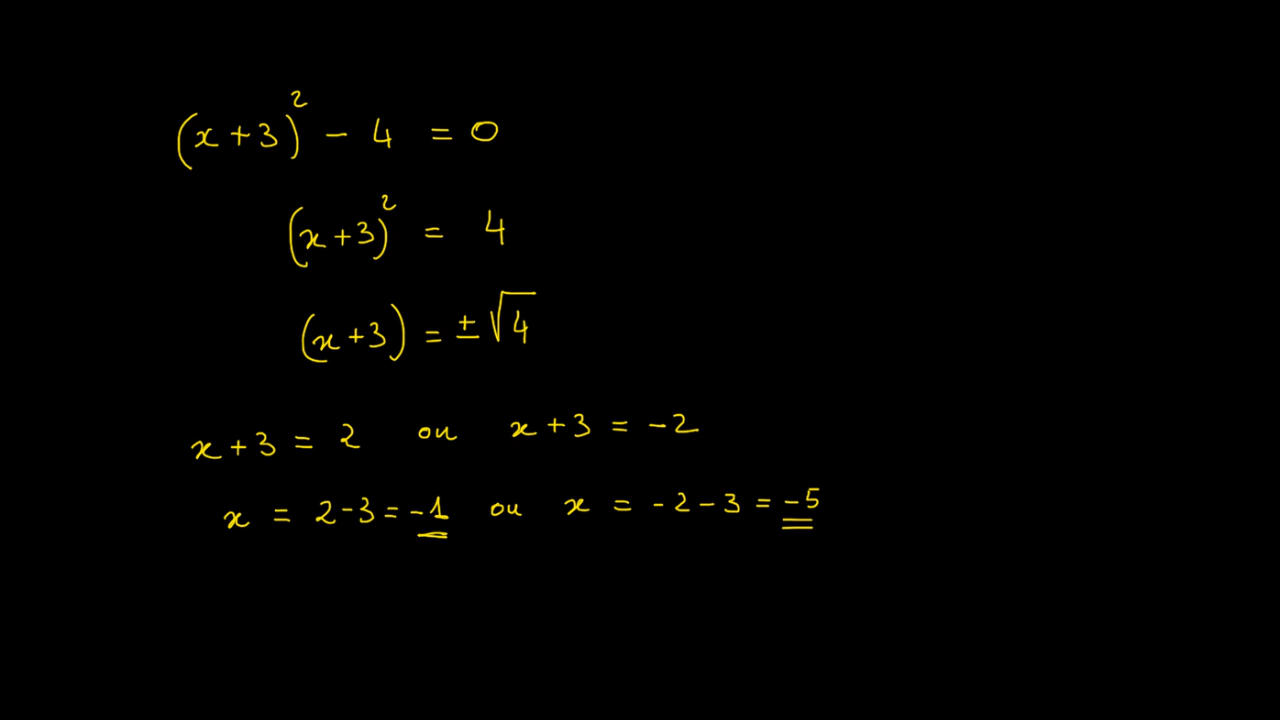 (x+3)² - 4 = 0
(x+3)² = 4
(x+3) = ±√4
x+3 = 2 ou x+3 = -2
x = 2-3 = -1 ou x = -2-3 = -5